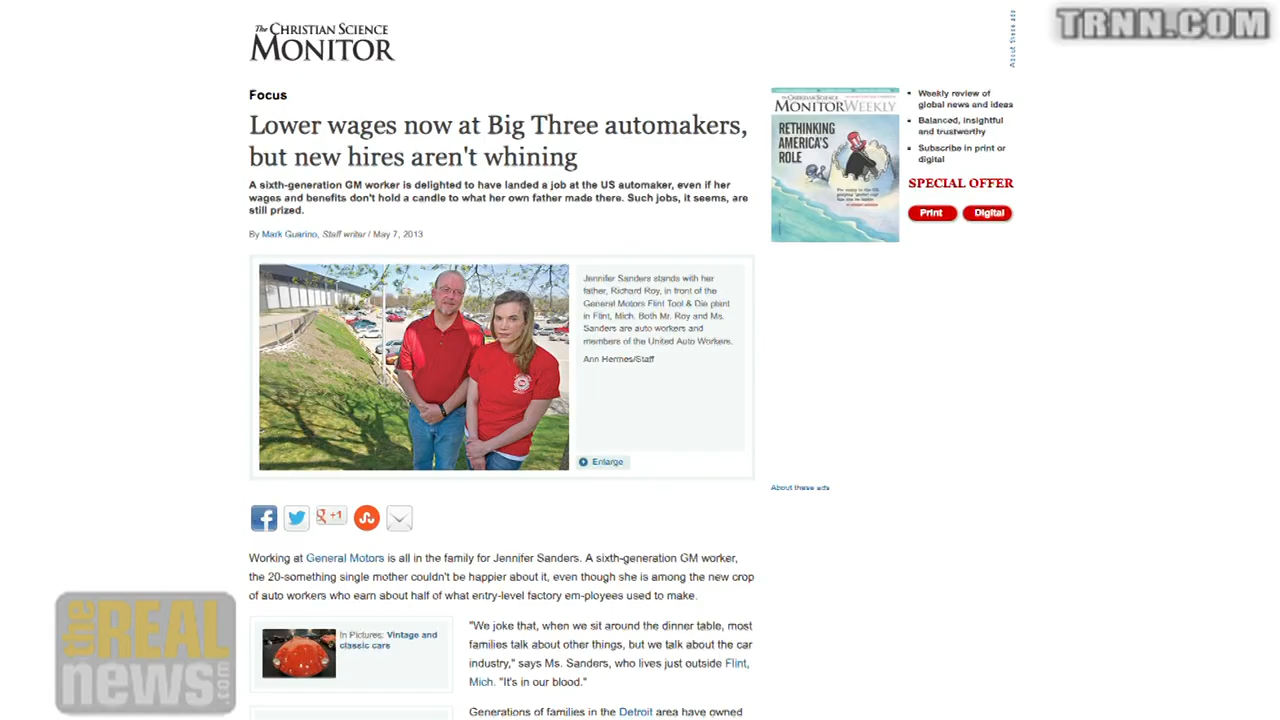 The CHRISTIAN SCIENCE
MONITOR
TRNN.COM
About these ads
Focus
Lower wages now at Big Three automakers,
but new hires aren't whining
A sixth-generation GM worker is delighted to have landed a job at the US automaker, even if her
wages and benefits don't hold a candle to what her own father made there. Such jobs, it seems, are
still prized.
By Mark Guarino, Staff writer / May 7, 2013
Jennifer Sanders stands with her
father, Richard Roy, in front of the
General Motors Flint Tool & Die plant
in Flint, Mich. Both Mr. Roy and Ms.
Sanders are auto workers and
members of the United Auto Workers.
Ann Hermes/Staff
Enlarge
MONITOR WEEKLY
RETHINKING
AMERICA'S
ROLE
Weekly review of
global news and ideas
Balanced, insightful
and trustworthy
Subscribe in print or
digital
SPECIAL OFFER
Print Digital
About these ads
g +1
Working at General Motors is all in the family for Jennifer Sanders. A sixth-generation GM worker,
the 20-something single mother couldn't be happier about it, even though she is among the new crop
of auto workers who earn about half of what entry-level factory em-ployees used to make.
In Pictures: Vintage and
classic cars
"We joke that, when we sit around the dinner table, most
families talk about other things, but we talk about the car
industry," says Ms. Sanders, who lives just outside Flint,
Mich. "It's in our blood."
Generations of families in the Detroit area have owned
the REAL
news.com